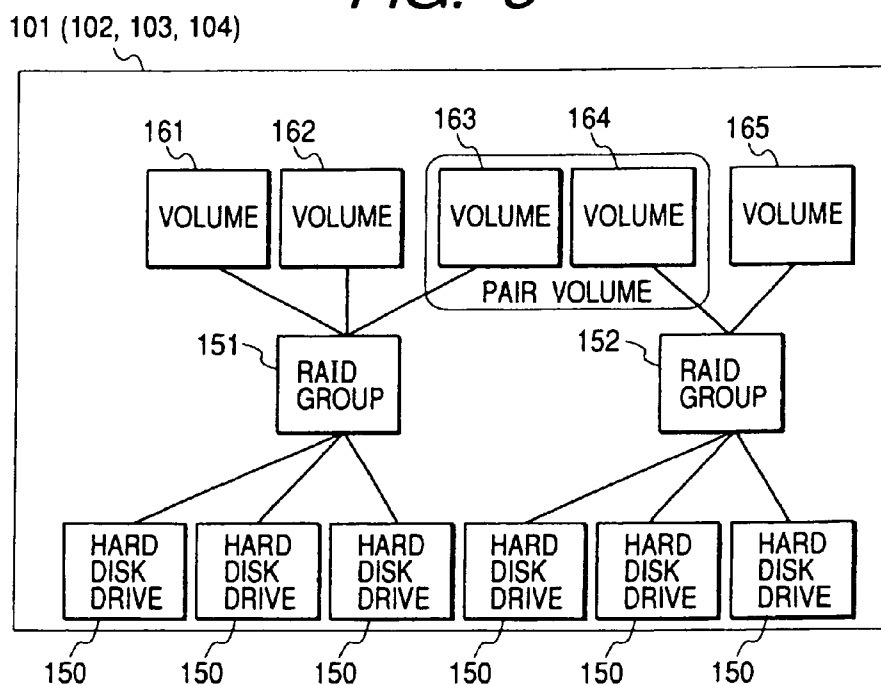 FIG.
101 (102, 103, 104)
161 162 163 164 165
VOLUME VOLUME VOLUME VOLUME VOLUME
PAIR VOLUME
151 152
RAID RAID
GROUP GROUP
HARD HARD HARD HARD HARD HARD
DISK DISK DISK DISK DISK DISK
DRIVE DRIVE DRIVE DRIVE DRIVE DRIVE
150 150 150 150 150 150